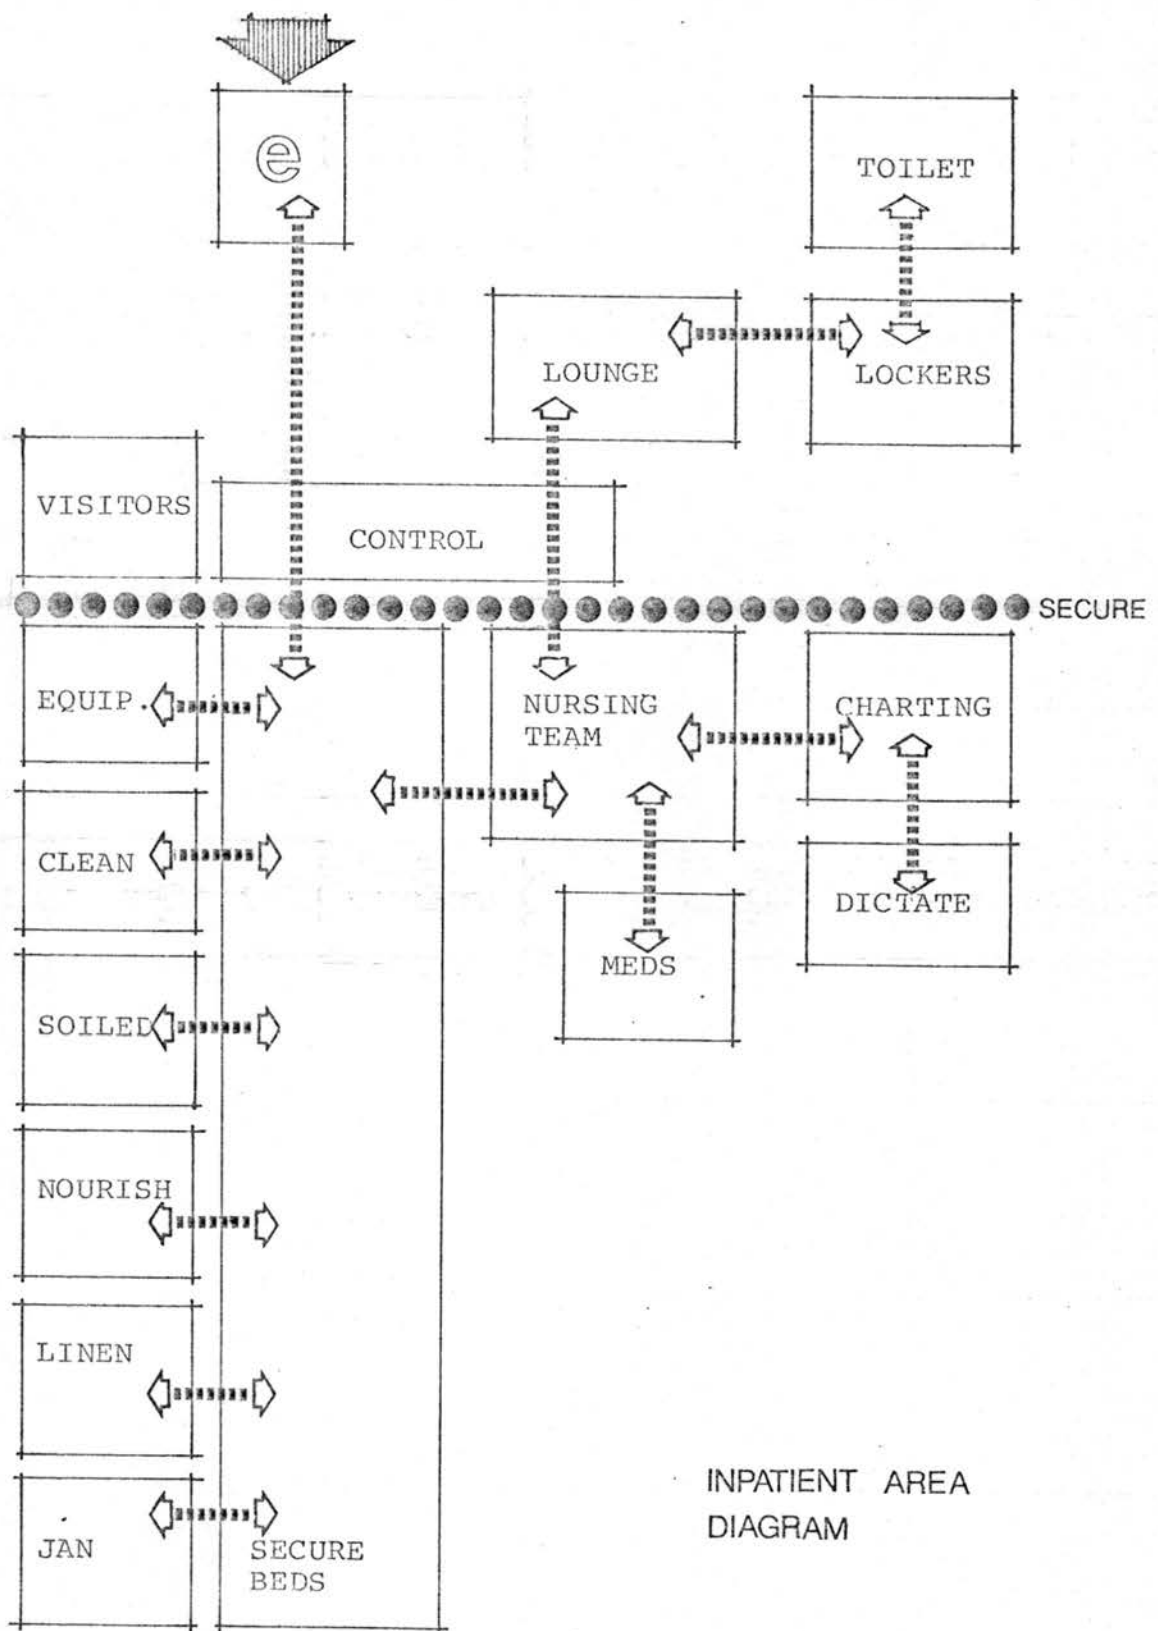 e
TOILET
LOUNGE
LOCKERS
VISITORS
CONTROL
SECURE
EQUIP.
NURSING
TEAM
CHARTING
CLEAN
DICTATE
MEDS
SOILED
NOURISH
LINEN
INPATIENT AREA
DIAGRAM
JAN
SECURE
BEDS